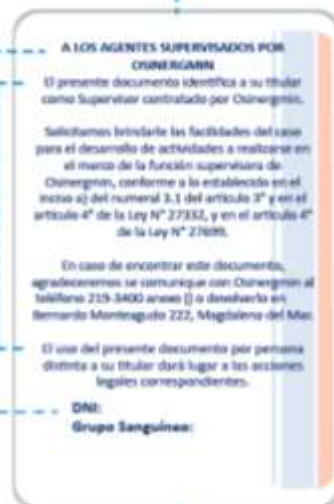 A LOS AGENTES SUPERVISADOS POR
OSINERGMIN
El presente documento identifica a su titular
como Supervisor contratado por Osinergmin.
Solicitamos brindarle las facilidades del caso
para el desarrollo de actividades a realizarse en
el marco de la función supervisora de
Osinergmin, conforme a lo establecido en el
inciso a) del numeral 3.1 del artículo 3° y en el
artículo 4° de la Ley N° 27332, y en el artículo 4°
de la Ley N° 27699.
En caso de encontrar este documento,
agradeceremos se comunique con Osinergmin al
teléfono 219-3400 anexo [] o devolverlo en
Bernardo Monteagudo 222, Magdalena del Mar.
El uso del presente documento por persona
distinta a su titular dará lugar a las acciones
legales correspondientes.
DNI:
Grupo Sanguíneo: